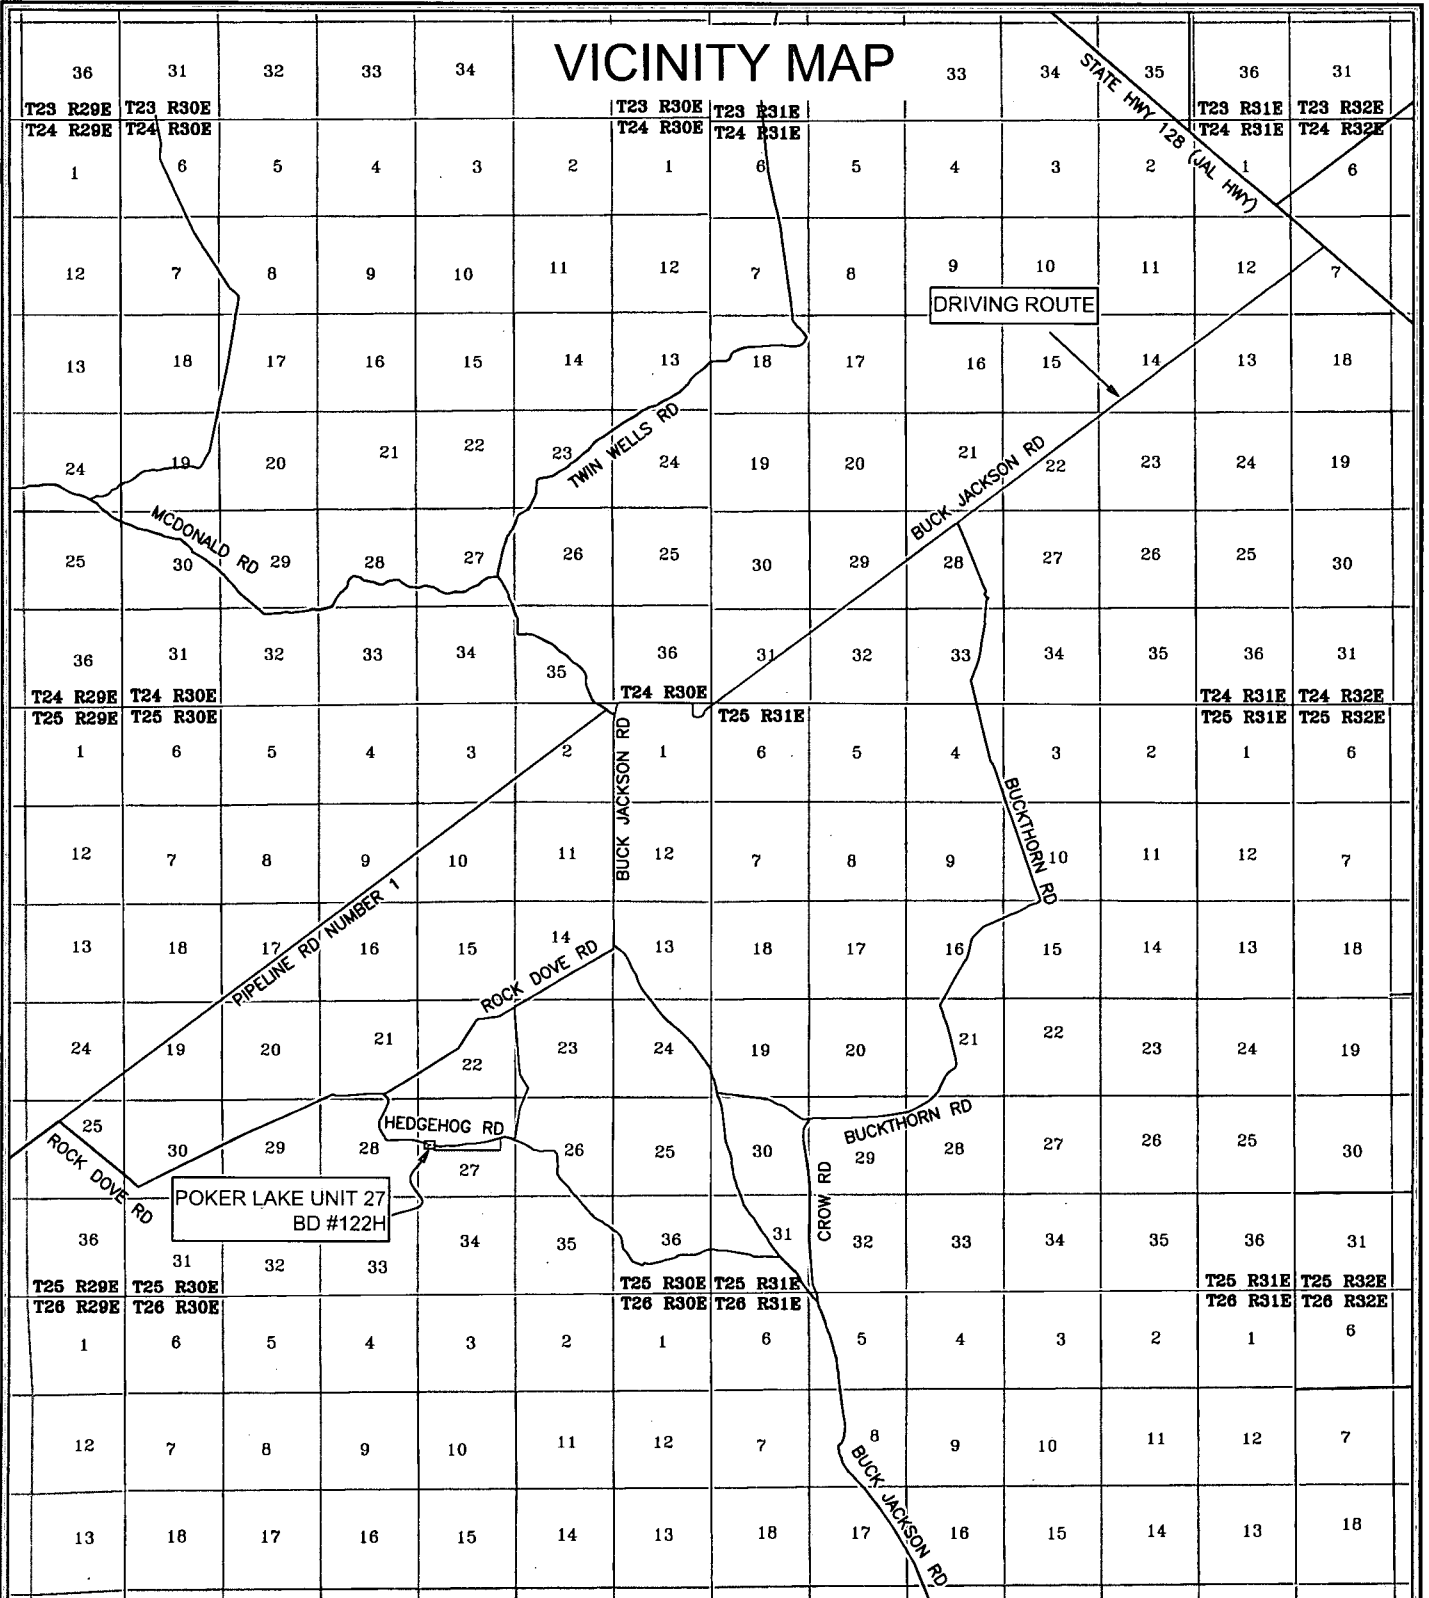 VICINITY MAP
36 31 32 33 34 33 34 35 36 31
STATE HWY 128 (JAL HWY)
T23 R29E T23 R30E T23 R30E T23 R31E T23 R31E T23 R32E
T24 R29E T24 R30E T24 R30E T24 R31E T24 R31E T24 R32E
1 6 5 4 3 2 1 6 5 4 3 2 1 6
12 7 8 9 10 11 12 7 8 9 10 11 12 7
DRIVING ROUTE
13 18 17 16 15 14 13 18 17 16 15 14 13 18
TWIN WELLS RD
24 19 20 21 22 23 24 19 20 21 22 23 24 19
BUCK JACKSON RD
MCDONALD RD
25 30 29 28 27 26 25 30 29 28 27 26 25 30
36 31 32 33 34 35 36 31 32 33 34 35 36 31
T24 R29E T24 R30E T24 R30E T24 R31E T24 R32E
T25 R29E T25 R30E T25 R31E T25 R31E T25 R32E
1 6 5 4 3 2 1 6 5 4 3 2 1 6
BUCK JACKSON RD
BUCKTHORN RD
12 7 8 9 10 11 12 7 8 9 10 11 12 7
PIPELINE RD NUMBER 1
13 18 17 16 15 14 13 18 17 16 15 14 13 18
ROCK DOVE RD
24 19 20 21 22 23 24 19 20 21 22 23 24 19
HEDGEHOG RD
BUCKTHORN RD
25 30 29 28 27 26 25 30 29 28 27 26 25 30
ROCK DOVE RD
CROW RD
POKER LAKE UNIT 27
BD #122H
36 31 32 33 34 35 36 31 32 33 34 35 36 31
T25 R29E T25 R30E T25 R30E T25 R31E T25 R31E T25 R32E
T26 R29E T26 R30E T26 R30E T26 R31E T26 R31E T26 R32E
1 6 5 4 3 2 1 6 5 4 3 2 1 6
12 7 8 9 10 11 12 7 8 9 10 11 12 7
BUCK JACKSON RD
13 18 17 16 15 14 13 18 17 16 15 14 13 18